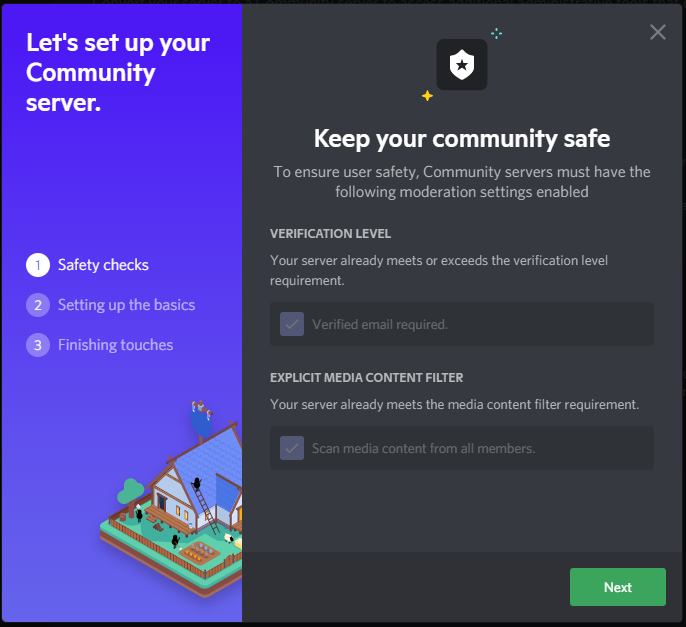 Let's set up your
Community
server.
1 Safety checks
2 Setting up the basics
3 Finishing touches
Keep your community safe
To ensure user safety, Community servers must have the
following moderation settings enabled
VERIFICATION LEVEL
Your server already meets or exceeds the verification level
requirement.
Verified email required.
EXPLICIT MEDIA CONTENT FILTER
Your server already meets the media content filter requirement.
Scan media content from all members.
Next